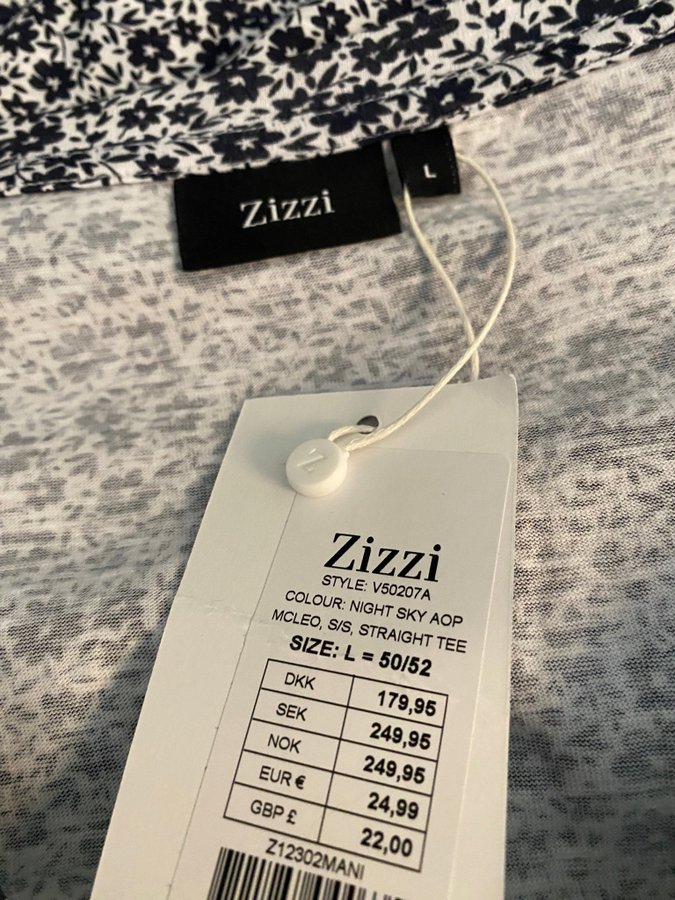 Zizzi
L
Z
Zizzi
STYLE: V50207A
COLOUR: NIGHT SKY AOP
MCLEO, S/S, STRAIGHT TEE
SIZE: L = 50/52
DKK 179,95
SEK 249,95
NOK 249,95
EUR € 24,99
GBP £ 22,00
Z12302MANI